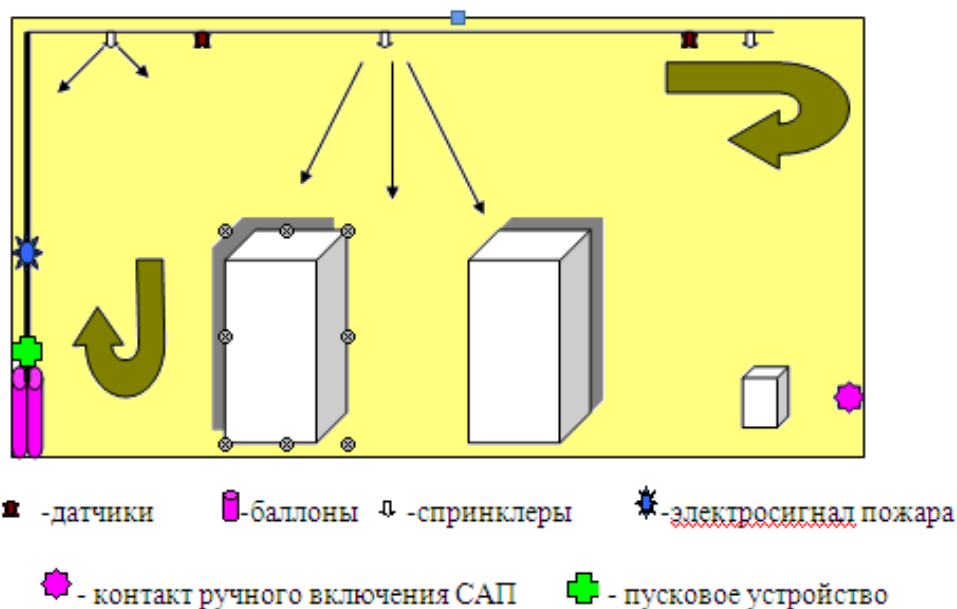 -датчики -баллоны -спринклеры -электросигнал пожара
- контакт ручного включения САП - пусковое устройство